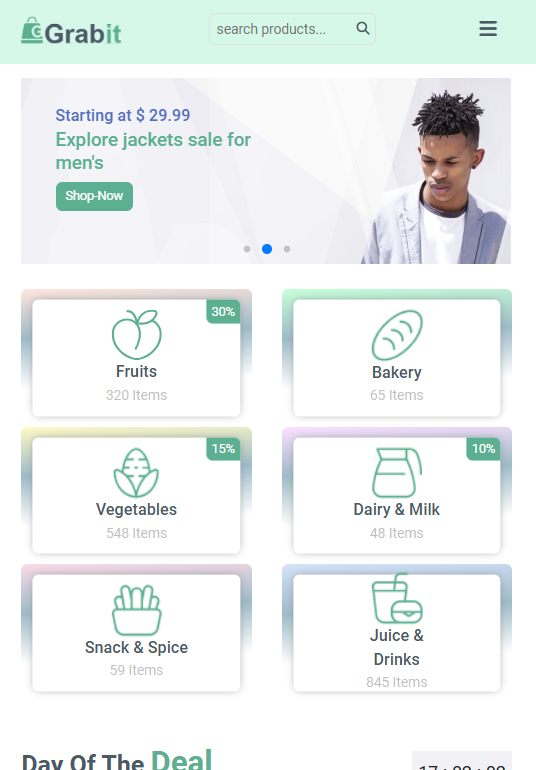 Grabit
search products...
Starting at $ 29.99
Explore jackets sale for
men's
Shop-Now
30%
Fruits
320 Items
Bakery
65 Items
15%
Vegetables
548 Items
10%
Dairy & Milk
48 Items
Snack & Spice
59 Items
Juice &
Drinks
845 Items
Day Of The Deal